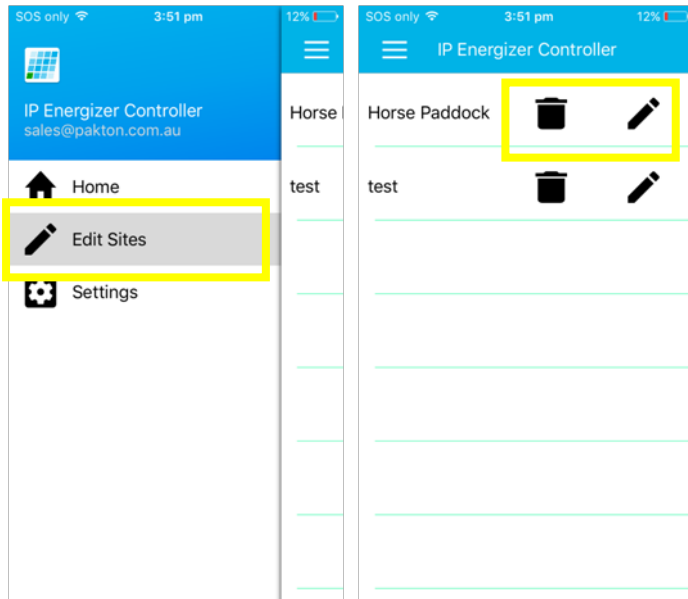 SOS only 3:51 pm 12%
IP Energizer Controller
sales@pakton.com.au
Home
Edit Sites
Settings
Horse
test
SOS only 3:51 pm 12%
IP Energizer Controller
Horse Paddock
test